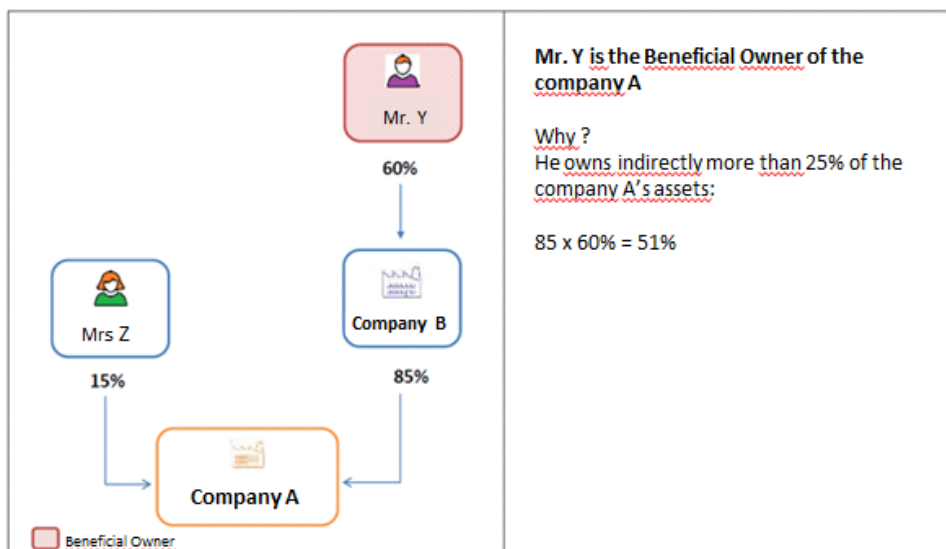 Mr. Y
60%
Mrs Z
Company B
15%
85%
Company A
Beneficial Owner
Mr. Y is the Beneficial Owner of the
company A
Why ?
He owns indirectly more than 25% of the
company A's assets:
85 x 60% = 51%